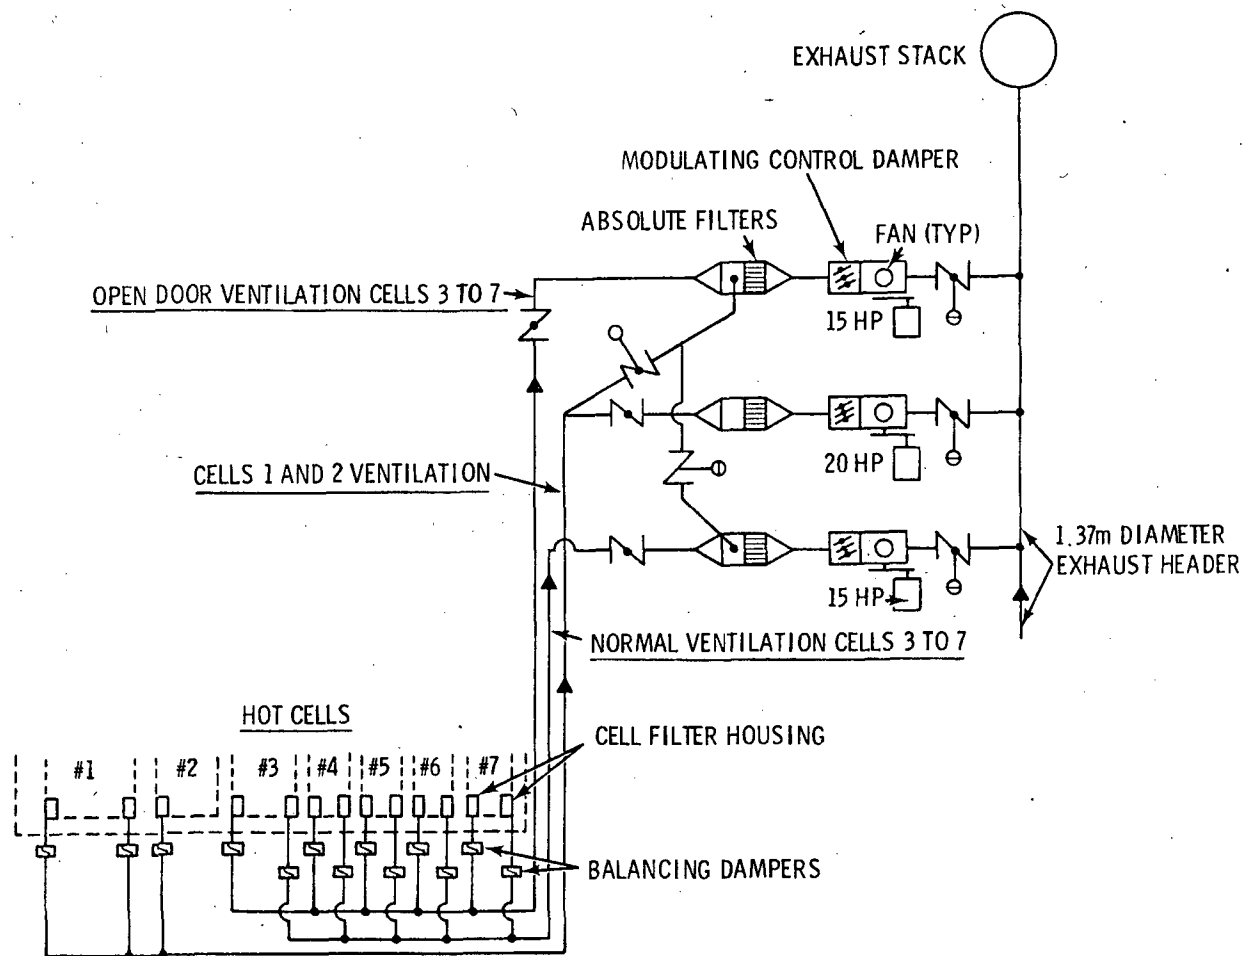 EXHAUST STACK
MODULATING CONTROL DAMPER
ABSOLUTE FILTERS
FAN (TYP)
OPEN DOOR VENTILATION CELLS 3 TO 7
15 HP
CELLS 1 AND 2 VENTILATION
20 HP
1.37m DIAMETER
EXHAUST HEADER
15 HP
NORMAL VENTILATION CELLS 3 TO 7
HOT CELLS
CELL FILTER HOUSING
#1 #2 #3 #4 #5 #6 #7
BALANCING DAMPERS